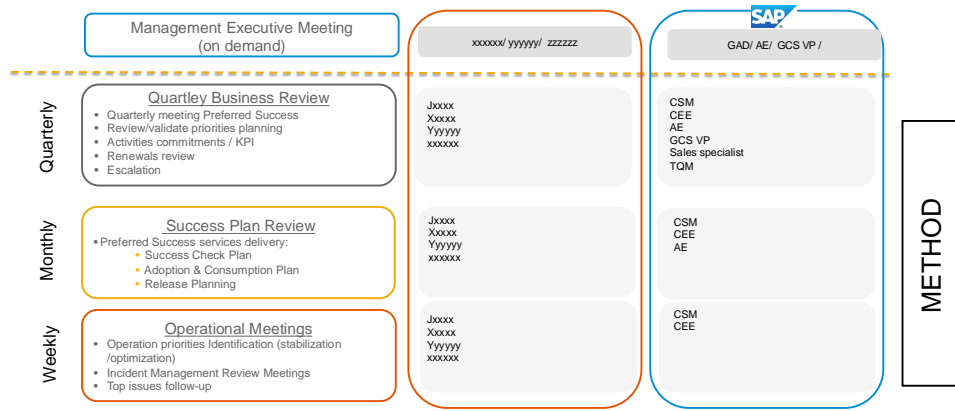 Management Executive Meeting
(on demand)
xxxxxx/ yyyyyy/ zzzzzz
SAP
GAD/ AE/ GCS VP /
Quarterly
Quartley Business Review
• Quarterly meeting Preferred Success
• Review/validate priorities planning
• Activities commitments / KPI
• Renewals review
• Escalation
Jxxxx
Xxxxx
Yyyyyy
xxxxxx
CSM
CEE
AE
GCS VP
Sales specialist
TQM
Monthly
Success Plan Review
• Preferred Success services delivery:
• Success Check Plan
• Adoption & Consumption Plan
• Release Planning
Jxxxx
Xxxxx
Yyyyyy
xxxxxx
CSM
CEE
AE
Weekly
Operational Meetings
• Operation priorities Identification (stabilization
/optimization)
• Incident Management Review Meetings
• Top issues follow-up
Jxxxx
Xxxxx
Yyyyyy
xxxxxx
CSM
CEE
METHOD